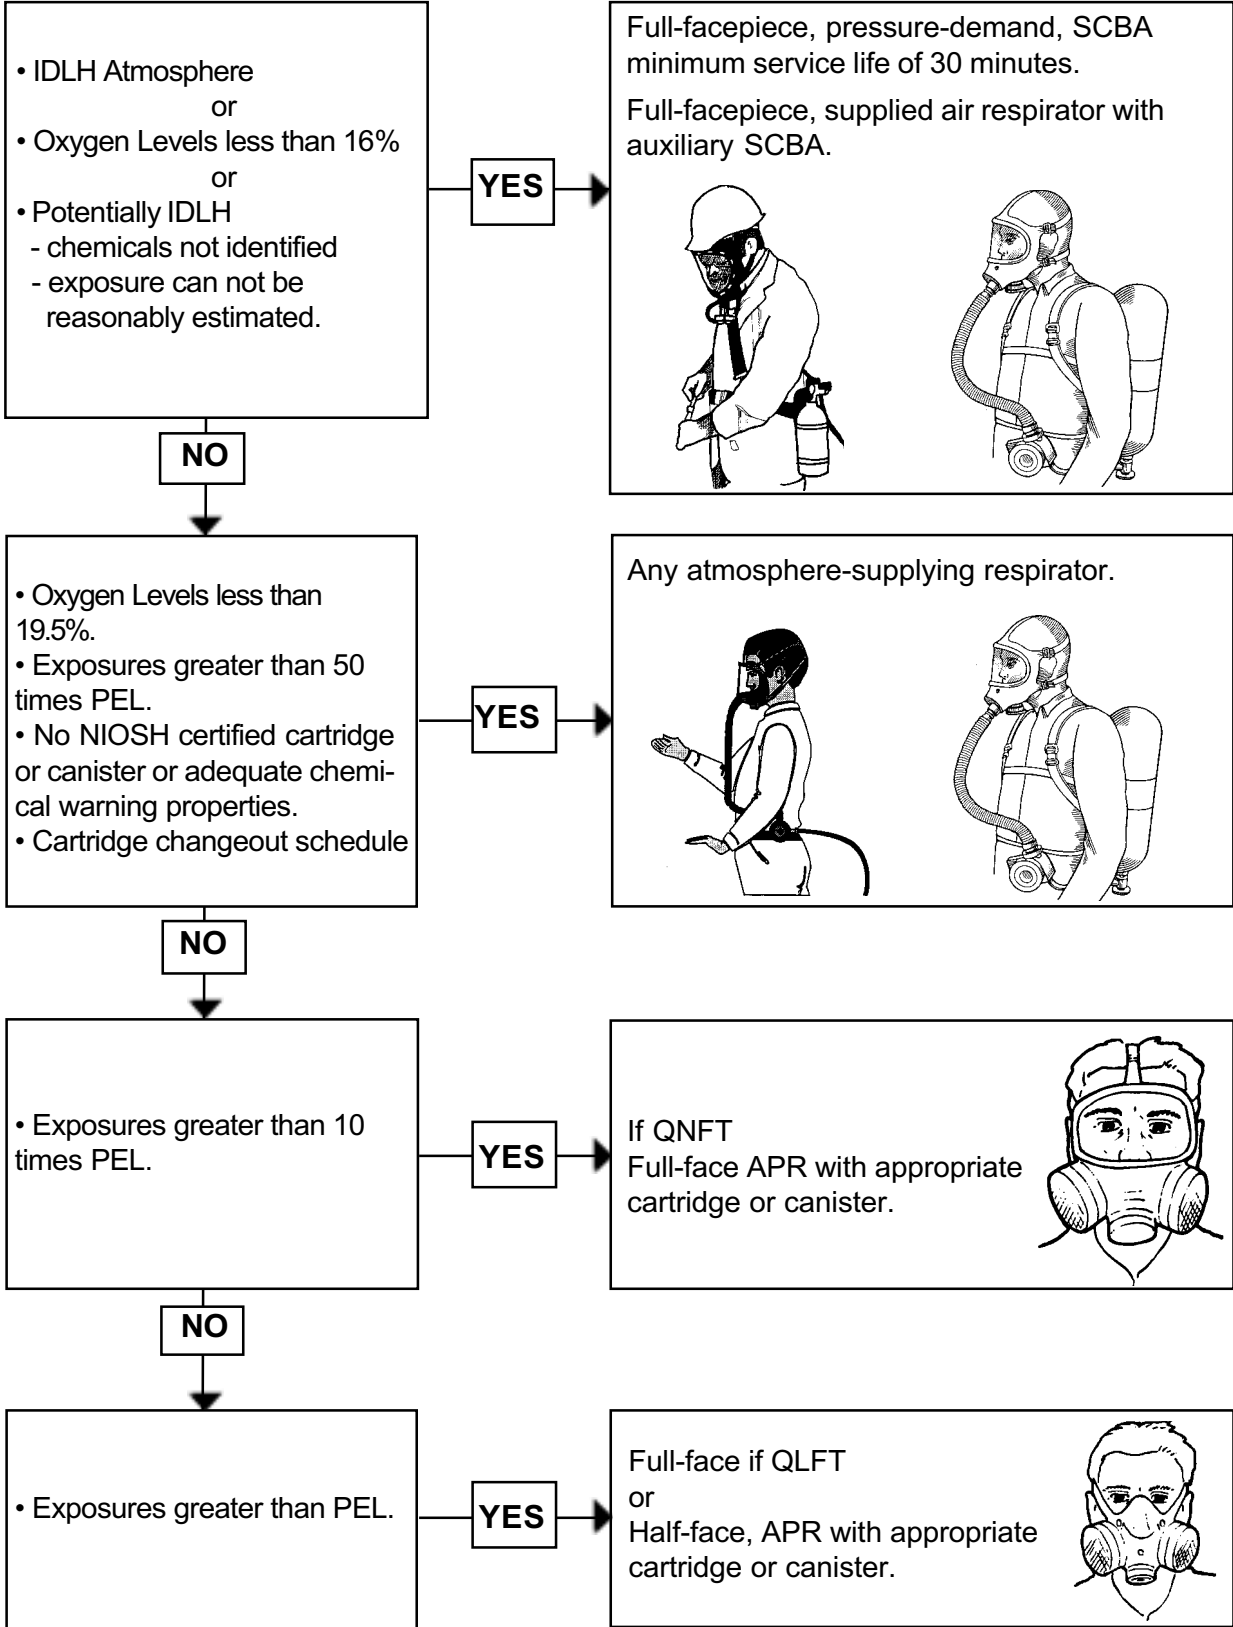 • IDLH Atmosphere
or
• Oxygen Levels less than 16%
or
• Potentially IDLH
- chemicals not identified
- exposure can not be
reasonably estimated.
YES
Full-facepiece, pressure-demand, SCBA
minimum service life of 30 minutes.
Full-facepiece, supplied air respirator with
auxiliary SCBA.
NO
• Oxygen Levels less than
19.5%.
• Exposures greater than 50
times PEL.
• No NIOSH certified cartridge
or canister or adequate chemi-
cal warning properties.
• Cartridge changeout schedule
YES
Any atmosphere-supplying respirator.
NO
• Exposures greater than 10
times PEL.
YES
If QNFT
Full-face APR with appropriate
cartridge or canister.
NO
• Exposures greater than PEL.
YES
Full-face if QLFT
or
Half-face, APR with appropriate
cartridge or canister.